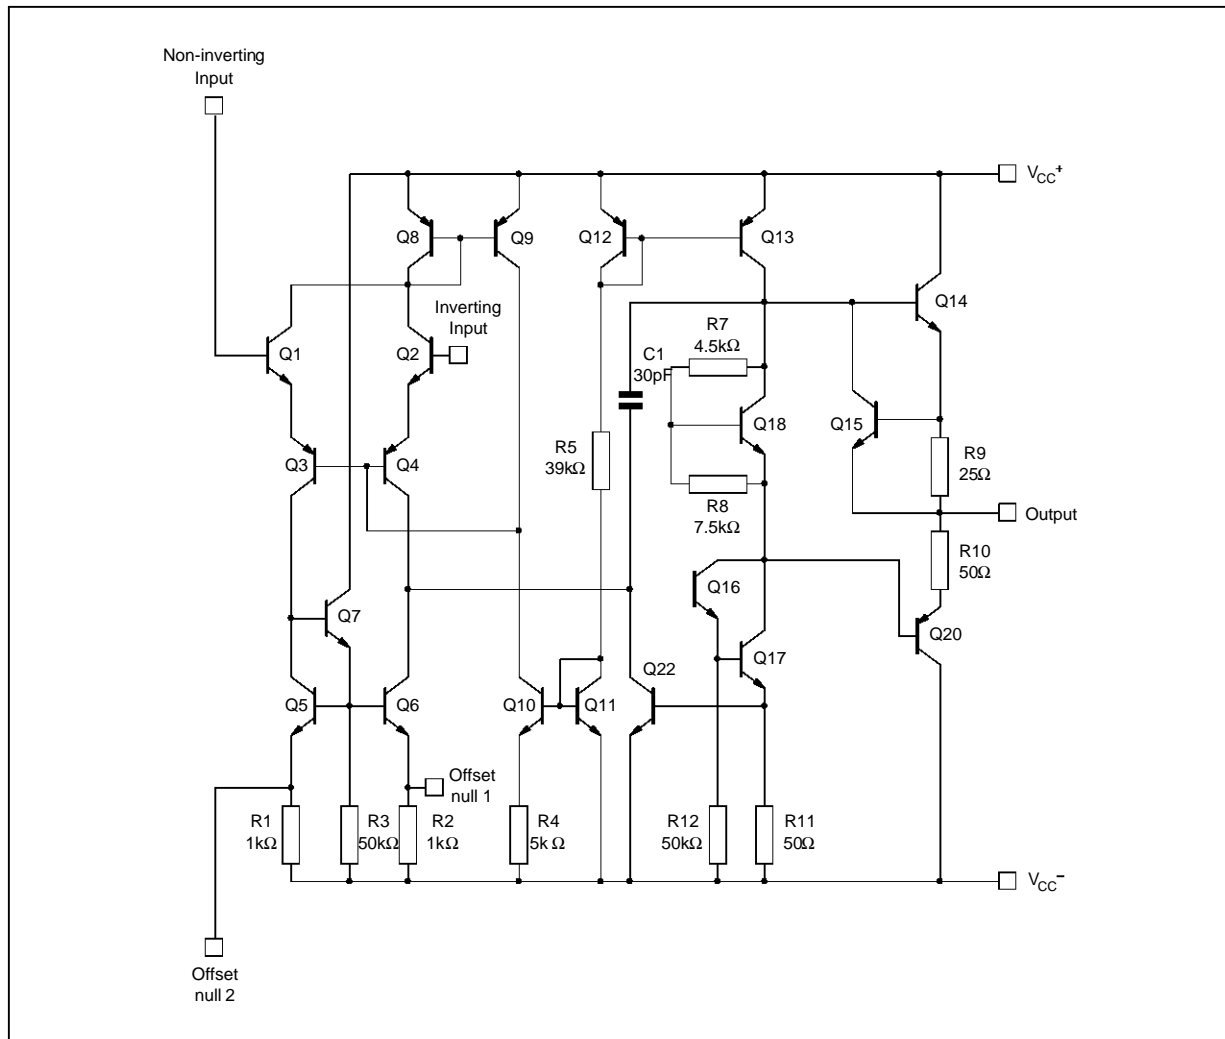 Non-inverting
Input
VCC+
Q8
Q9
Q12
Q13
Q14
Inverting
Input
Q1
Q2
R7
4.5kΩ
C1
30pF
Q18
Q15
Q3
Q4
R5
39kΩ
R9
25Ω
R8
7.5kΩ
Output
R10
50Ω
Q16
Q7
Q20
Q17
Q22
Q5
Q6
Q10
Q11
Offset
null 1
R1
1kΩ
R3
50kΩ
R2
1kΩ
R4
5k Ω
R12
50kΩ
R11
50Ω
VCC−
Offset
null 2